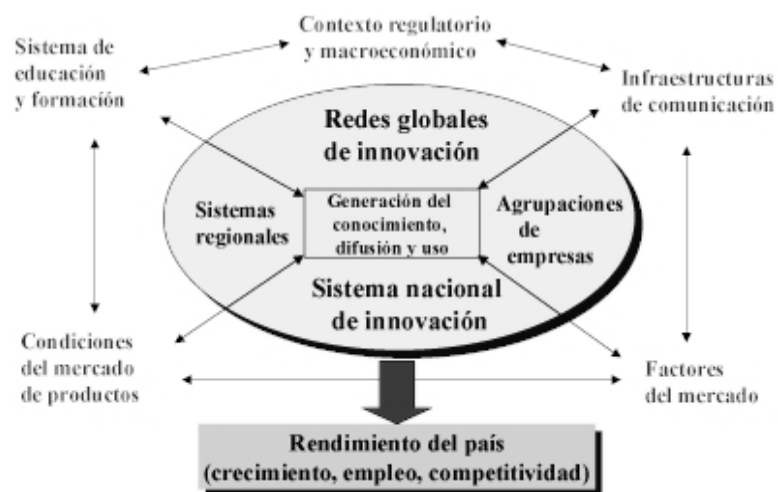 Contexto regulatorio
y macroeconómico
Sistema de
educación
y formación
Infraestructuras
de comunicación
Redes globales
de innovación
Sistemas
regionales
Generación del
conocimiento,
difusión y uso
Agrupaciones
de
empresas
Sistema nacional
de innovación
Condiciones
del mercado
de productos
Factores
del mercado
Rendimiento del país
(crecimiento, empleo, competitividad)